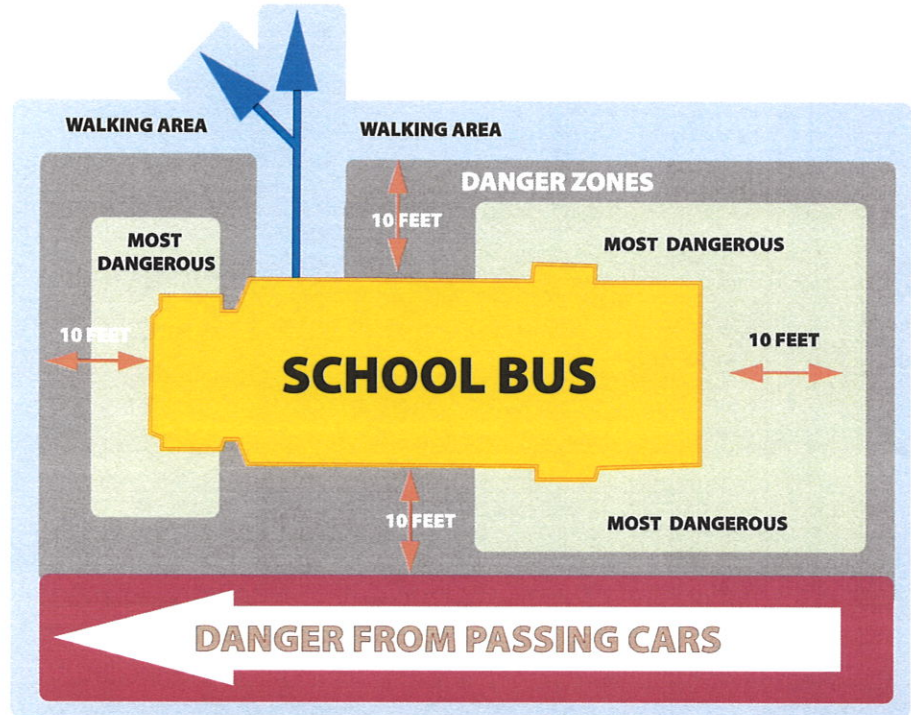 WALKING AREA
WALKING AREA
DANGER ZONES
10 FEET
MOST
DANGEROUS
MOST DANGEROUS
10 FEET
10 FEET
SCHOOL BUS
10 FEET
MOST DANGEROUS
DANGER FROM PASSING CARS